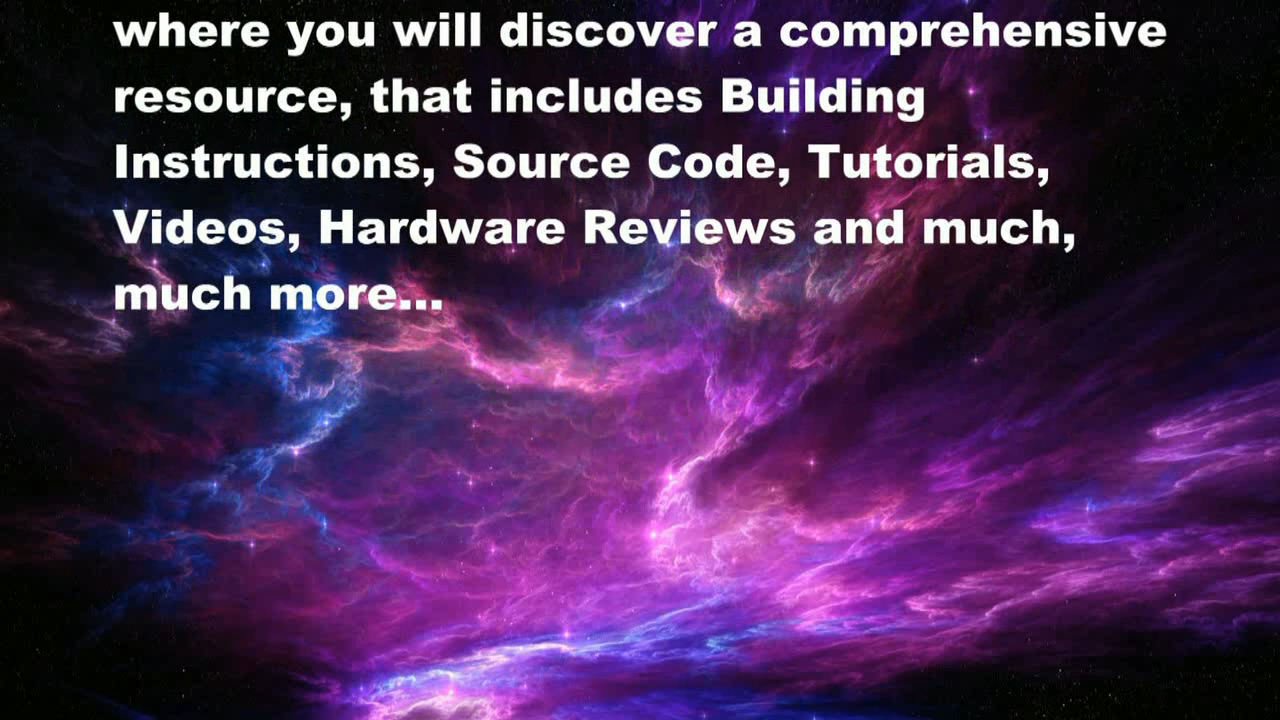 where you will discover a comprehensive
resource, that includes Building
Instructions, Source Code, Tutorials,
Videos, Hardware Reviews and much,
much more...